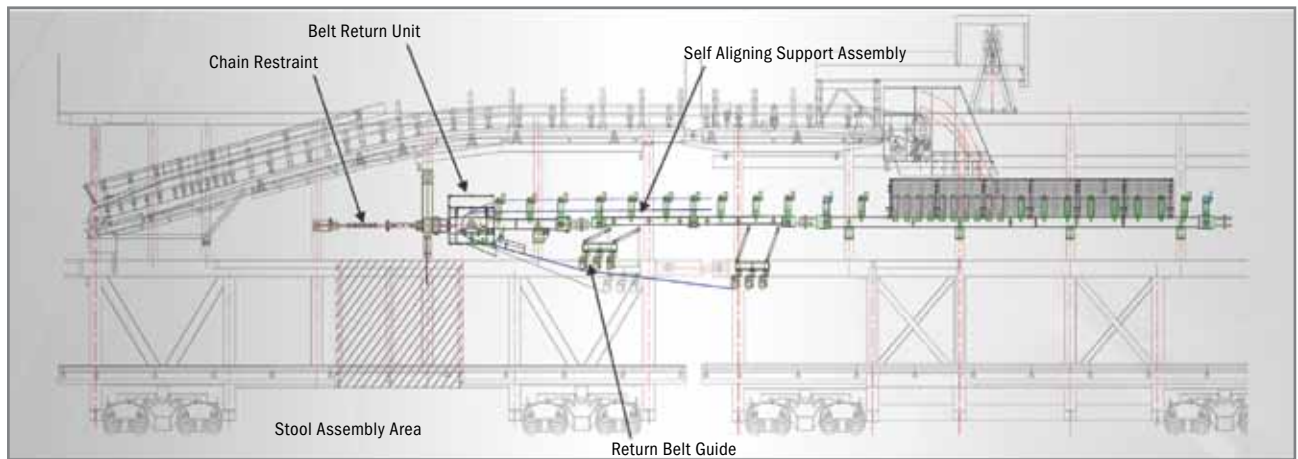 Belt Return Unit
Chain Restraint
Self Aligning Support Assembly
Stool Assembly Area
Return Belt Guide